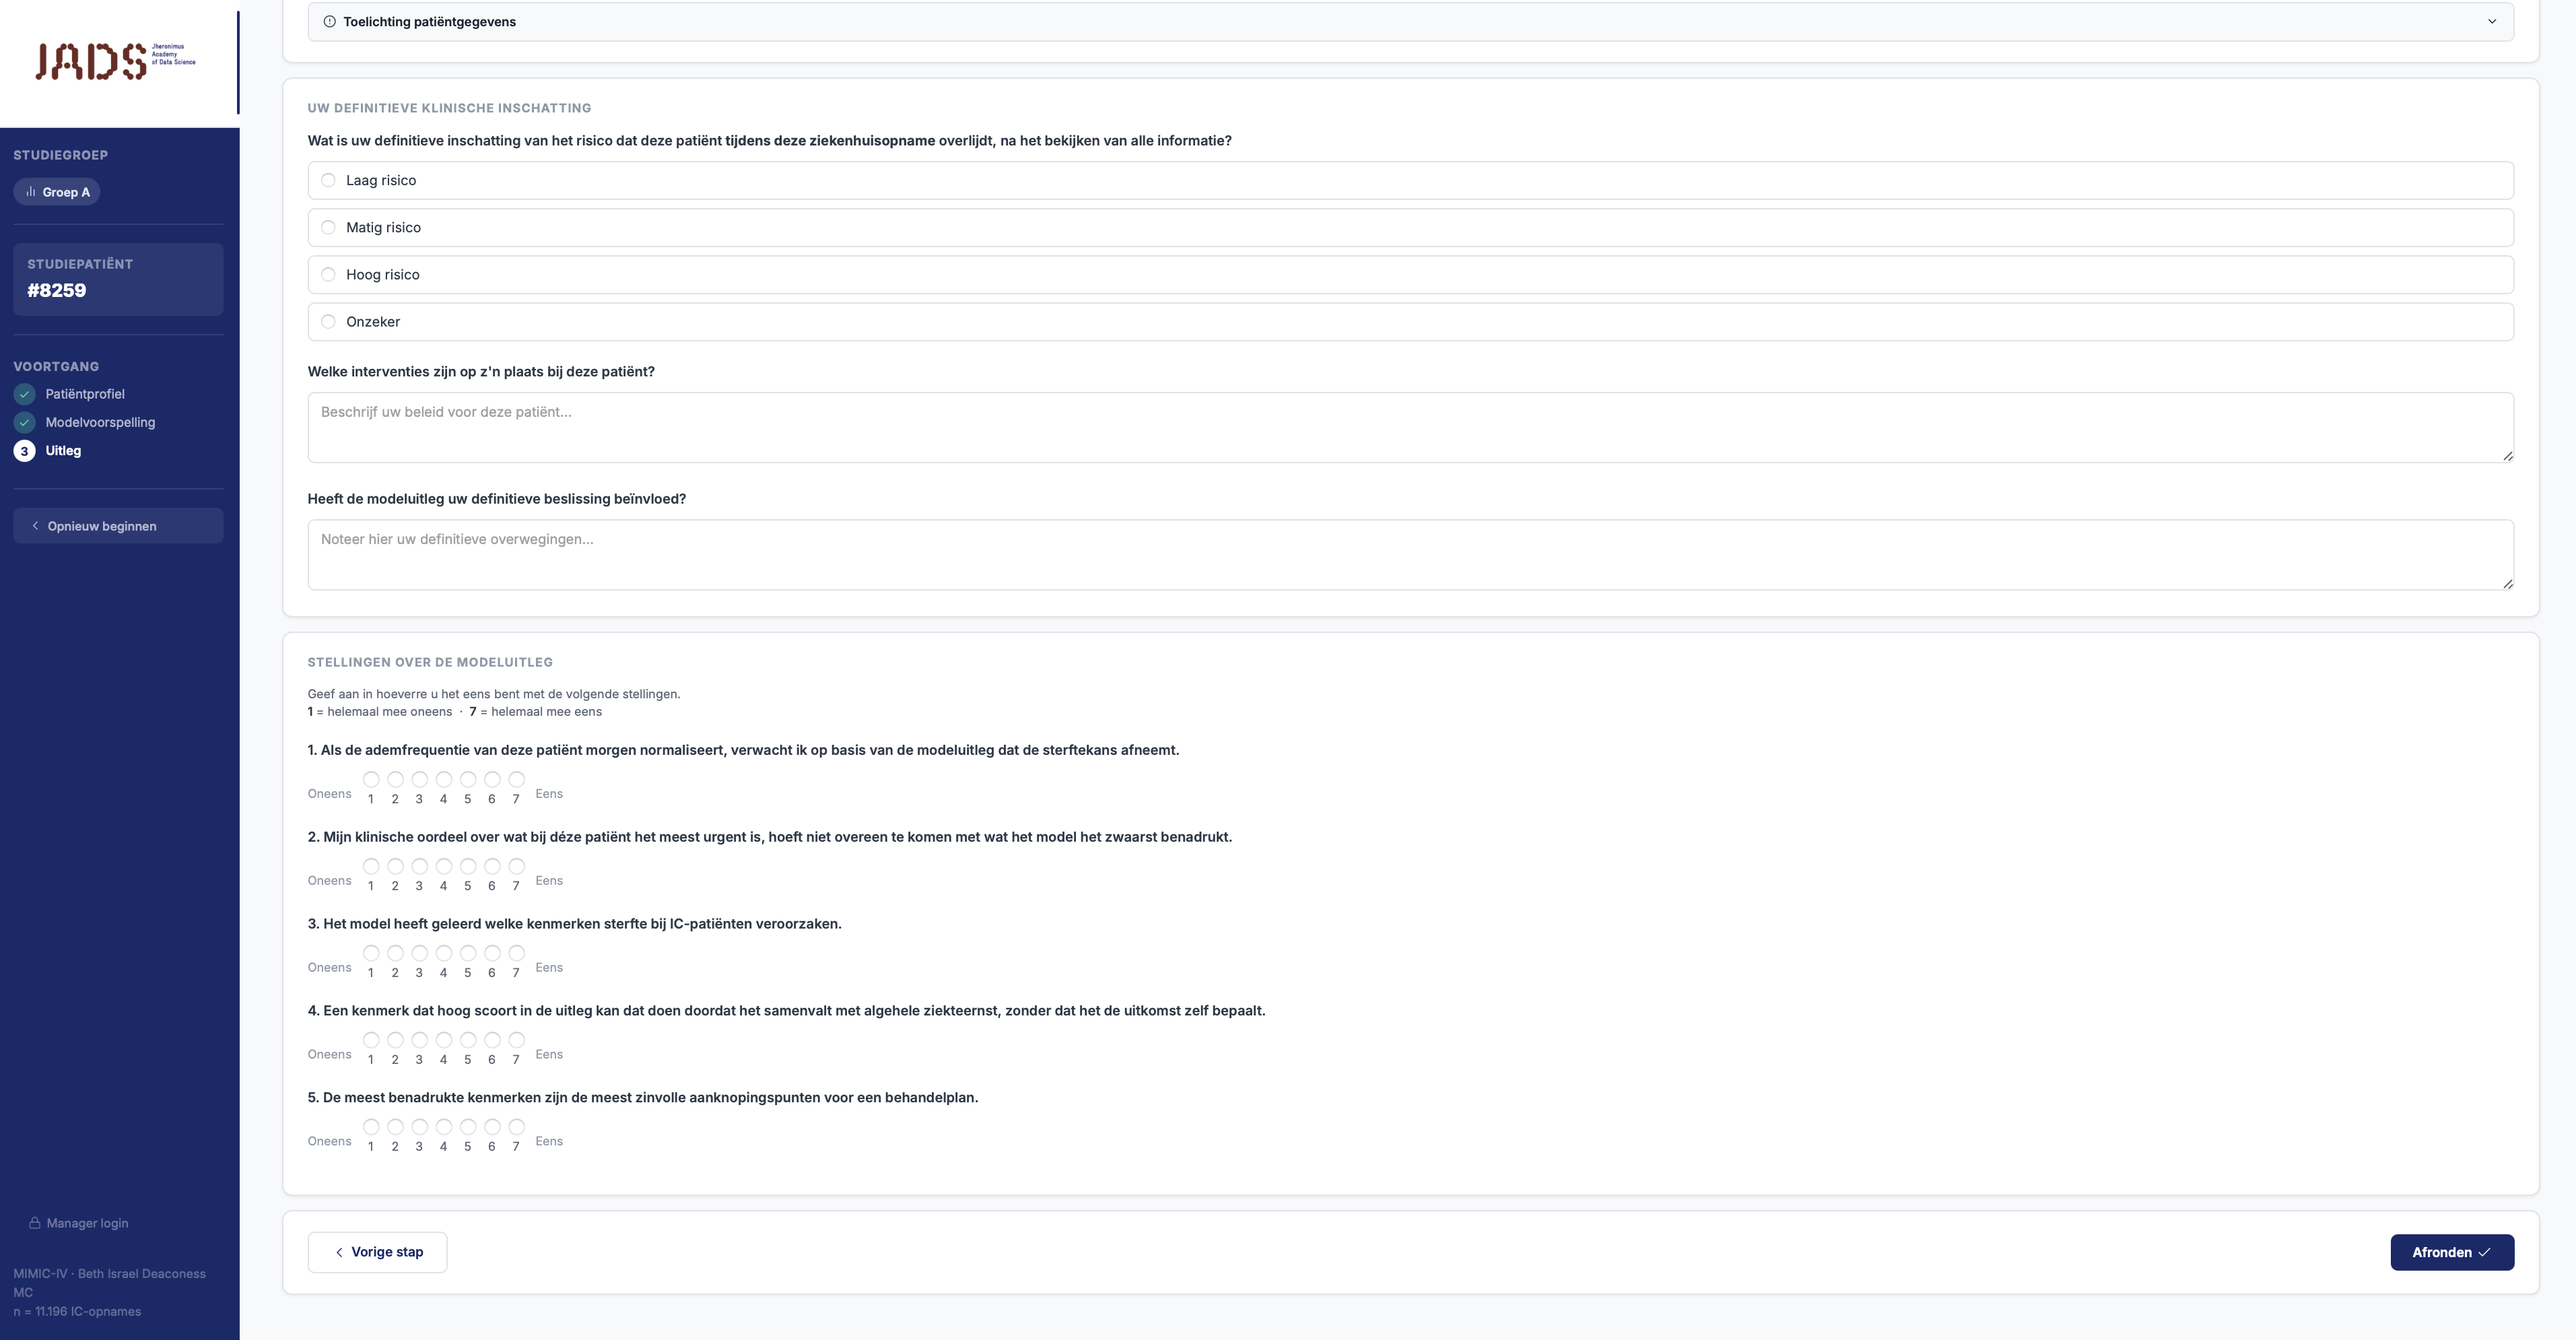 JADS
Jheronimus
Academy
of Data Science
STUDIEGROEP
Groep A
STUDIEPATIËNT
#8259
VOORTGANG
Patiëntprofiel
Modelvoorspelling
3 Uitleg
Opnieuw beginnen
Manager login
MIMIC-IV · Beth Israel Deaconess
MC
n = 11.196 IC-opnames
Toelichting patiëntgegevens
UW DEFINITIEVE KLINISCHE INSCHATTING
Wat is uw definitieve inschatting van het risico dat deze patiënt tijdens deze ziekenhuisopname overlijdt, na het bekijken van alle informatie?
Laag risico
Matig risico
Hoog risico
Onzeker
Welke interventies zijn op z'n plaats bij deze patiënt?
Beschrijf uw beleid voor deze patiënt...
Heeft de modeluitleg uw definitieve beslissing beïnvloed?
Noteer hier uw definitieve overwegingen...
STELLINGEN OVER DE MODELUITLEG
Geef aan in hoeverre u het eens bent met de volgende stellingen.
1 = helemaal mee oneens · 7 = helemaal mee eens
1. Als de ademfrequentie van deze patiënt morgen normaliseert, verwacht ik op basis van de modeluitleg dat de sterftekans afneemt.
Oneens 1 2 3 4 5 6 7 Eens
2. Mijn klinische oordeel over wat bij déze patiënt het meest urgent is, hoeft niet overeen te komen met wat het model het zwaarst benadrukt.
Oneens 1 2 3 4 5 6 7 Eens
3. Het model heeft geleerd welke kenmerken sterfte bij IC-patiënten veroorzaken.
Oneens 1 2 3 4 5 6 7 Eens
4. Een kenmerk dat hoog scoort in de uitleg kan dat doen doordat het samenvalt met algehele ziekteernst, zonder dat het de uitkomst zelf bepaalt.
Oneens 1 2 3 4 5 6 7 Eens
5. De meest benadrukte kenmerken zijn de meest zinvolle aanknopingspunten voor een behandelplan.
Oneens 1 2 3 4 5 6 7 Eens
Vorige stap
Afronden